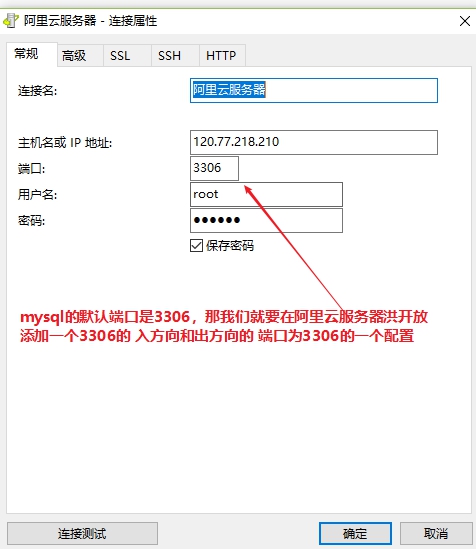 阿里云服务器 - 连接属性
常规 高级 SSL SSH HTTP
连接名: 阿里云服务器
主机名或 IP 地址: 120.77.218.210
端口: 3306
用户名: root
密码: ●●●●●●
保存密码
mysql的默认端口是3306，那我们就要在阿里云服务器洪开放
添加一个3306的 入方向和出方向的 端口为3306的一个配置
连接测试 确定 取消